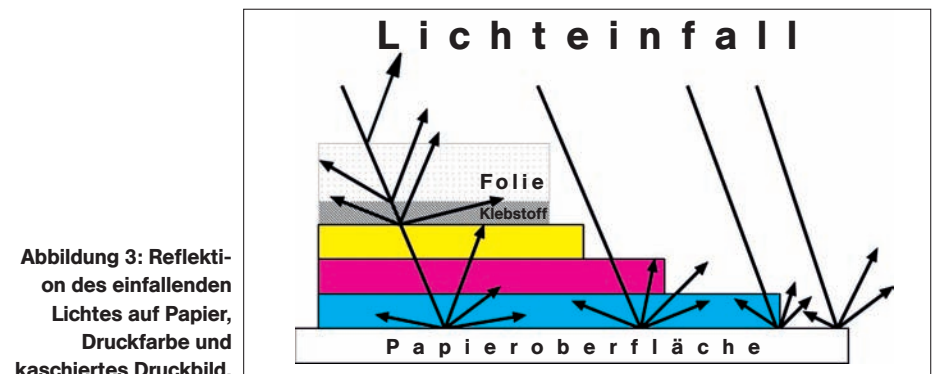 Lichteinfall
Folie
Klebstoff
Papieroberfläche
Abbildung 3: Reflekti-
on des einfallenden
Lichtes auf Papier,
Druckfarbe und
kaschiertes Druckbild.